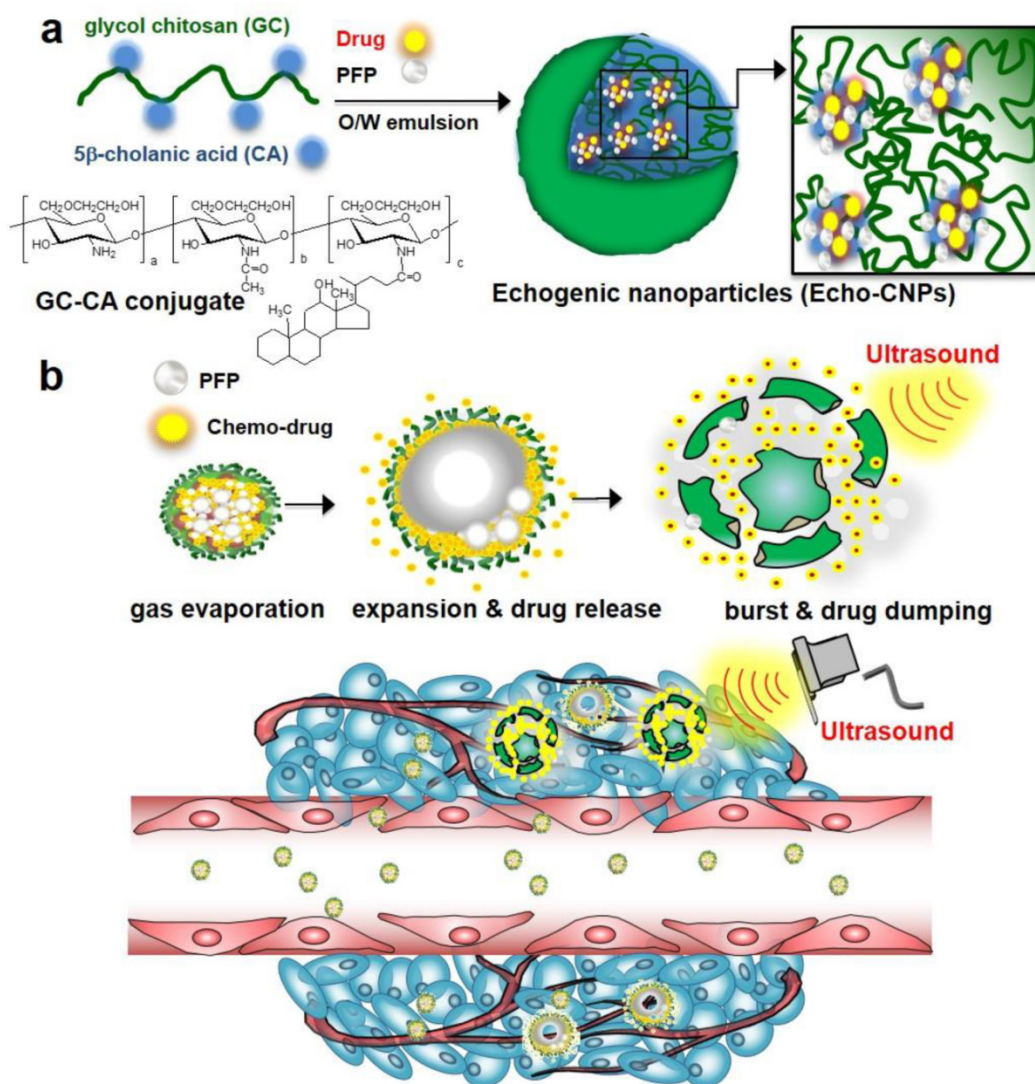 a
glycol chitosan (GC)
5β-cholanic acid (CA)
Drug
PFP
O/W emulsion
CH₂OCH₂CH₂OH
HO
NH₂
O
O
a
CH₂OCH₂CH₂OH
HO
NH
C=O
CH₃
O
O
b
CH₂OCH₂CH₂OH
HO
NH
O
O
c
O
OH
CH₃
H₃C
GC-CA conjugate
Echogenic nanoparticles (Echo-CNPs)
b
PFP
Chemo-drug
Ultrasound
gas evaporation
expansion & drug release
burst & drug dumping
Ultrasound